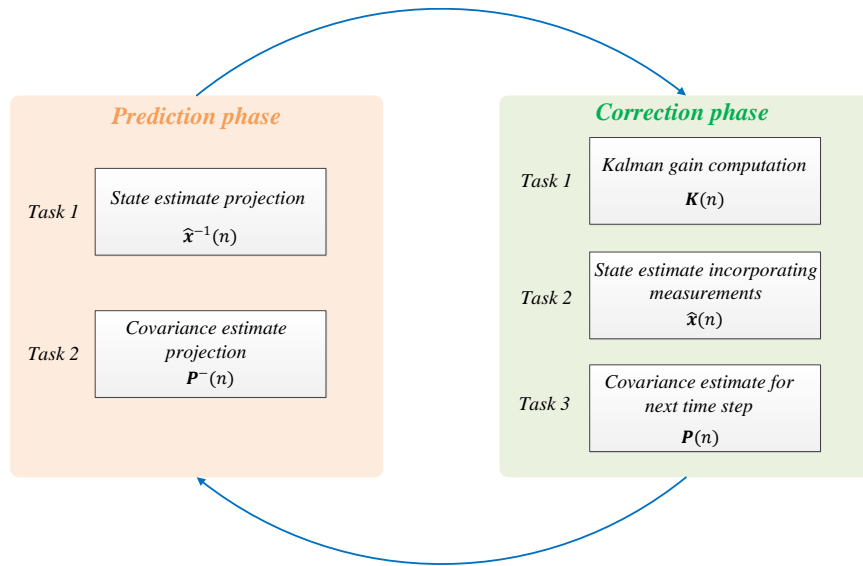 Prediction phase
Task 1
State estimate projection
x̂⁻¹(n)
Task 2
Covariance estimate
projection
P⁻(n)
Correction phase
Task 1
Kalman gain computation
K(n)
Task 2
State estimate incorporating
measurements
x̂(n)
Task 3
Covariance estimate for
next time step
P(n)